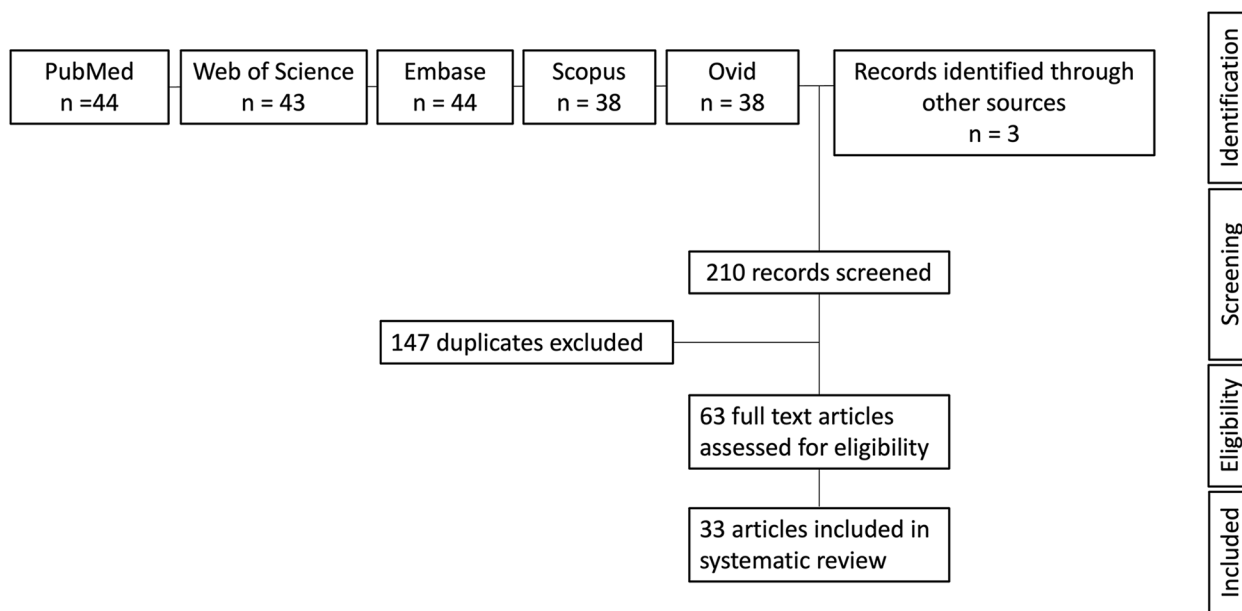 PubMed
n =44
Web of Science
n = 43
Embase
n = 44
Scopus
n = 38
Ovid
n = 38
Records identified through
other sources
n = 3
Identification
210 records screened
Screening
147 duplicates excluded
63 full text articles
assessed for eligibility
Eligibility
33 articles included in
systematic review
Included